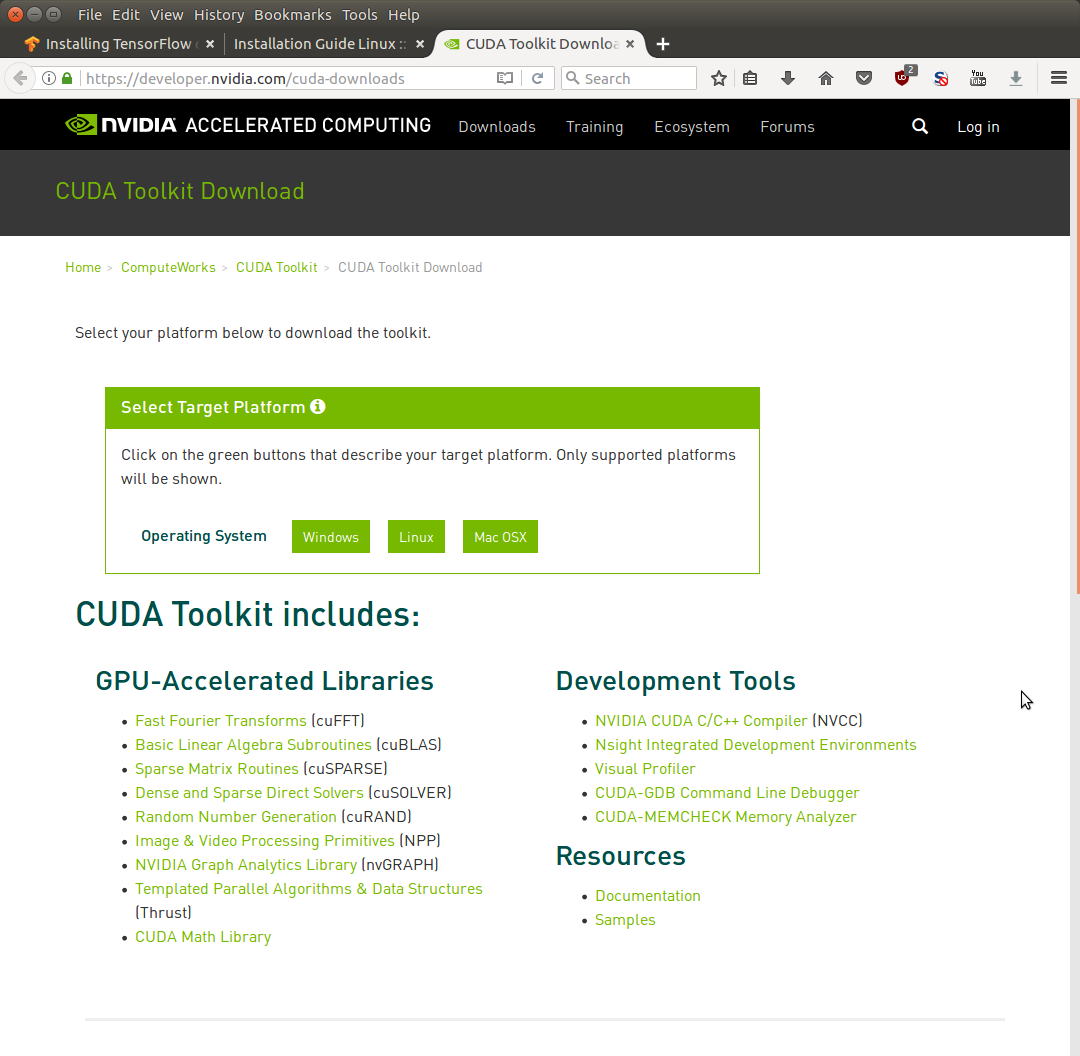 File Edit View History Bookmarks Tools Help
Installing TensorFlow Installation Guide Linux :: CUDA Toolkit Downloa
https://developer.nvidia.com/cuda-downloads Search 2 You Tube
NVIDIA ACCELERATED COMPUTING Downloads Training Ecosystem Forums Log in
CUDA Toolkit Download
Home > ComputeWorks > CUDA Toolkit > CUDA Toolkit Download
Select your platform below to download the toolkit.
Select Target Platform
Click on the green buttons that describe your target platform. Only supported platforms
will be shown.
Operating System Windows Linux Mac OSX
CUDA Toolkit includes:
GPU-Accelerated Libraries
• Fast Fourier Transforms (cuFFT)
• Basic Linear Algebra Subroutines (cuBLAS)
• Sparse Matrix Routines (cuSPARSE)
• Dense and Sparse Direct Solvers (cuSOLVER)
• Random Number Generation (cuRAND)
• Image & Video Processing Primitives (NPP)
• NVIDIA Graph Analytics Library (nvGRAPH)
• Templated Parallel Algorithms & Data Structures
(Thrust)
• CUDA Math Library
Development Tools
• NVIDIA CUDA C/C++ Compiler (NVCC)
• Nsight Integrated Development Environments
• Visual Profiler
• CUDA-GDB Command Line Debugger
• CUDA-MEMCHECK Memory Analyzer
Resources
• Documentation
• Samples